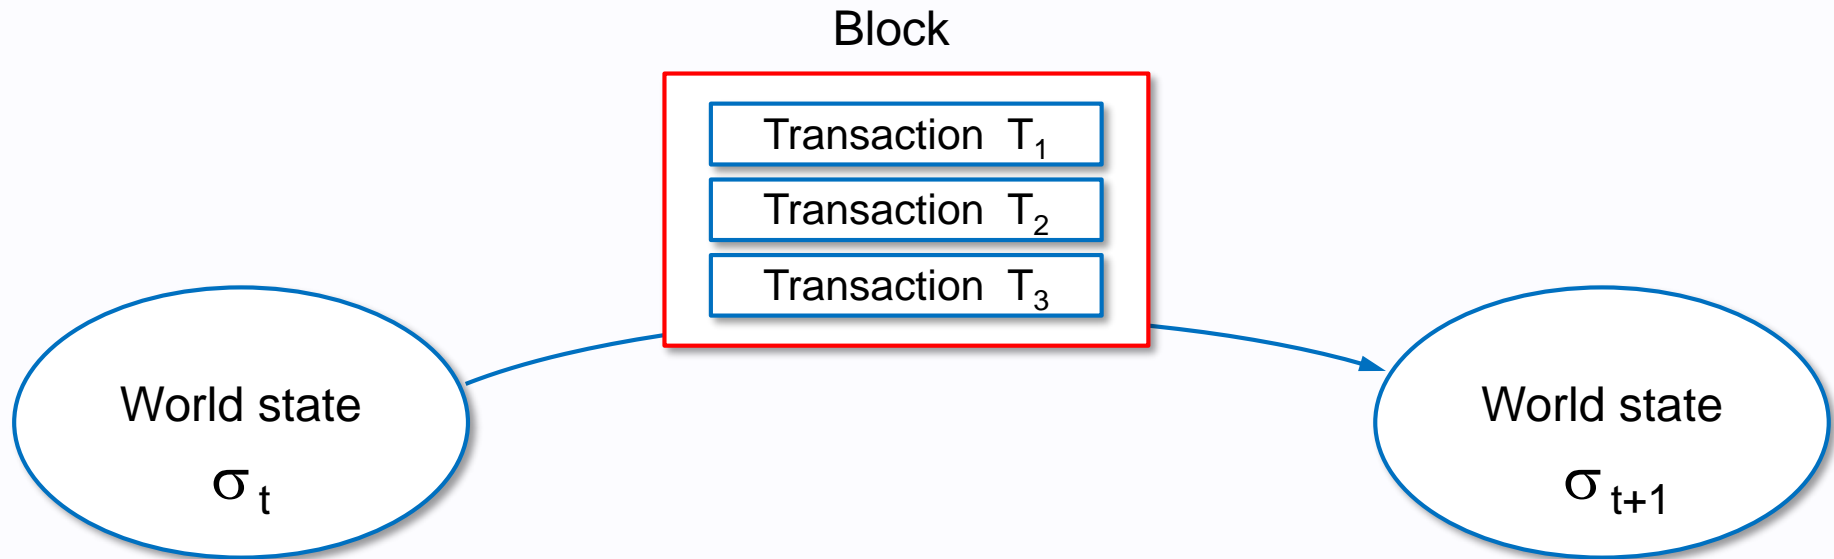 Block
Transaction T₁
Transaction T₂
Transaction T₃
World state
σ t
World state
σ t+1